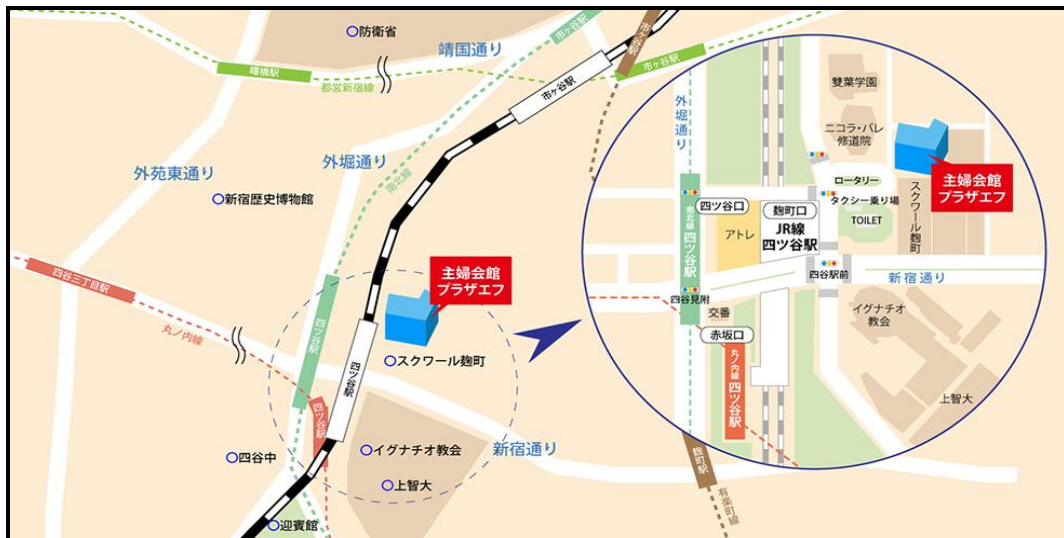 防衛省
靖国通り
市ヶ谷駅
市ヶ谷駅
曙橋駅
都営新宿線
市ヶ谷駅
市ヶ谷駅
外苑東通り
外堀通り
南北線
新宿歴史博物館
四谷三丁目駅
丸ノ内線
主婦会館
プラザエフ
四ツ谷駅
四ツ谷駅
四ツ谷駅
スクワール麹町
新宿通り
イグナチオ教会
四谷中
上智大
迎賓館
外堀通り
雙葉学園
ニコラ・バレ
修道院
主婦会館
プラザエフ
ロータリー
タクシー乗り場
TOILET
スクワール麹町
四ツ谷口
麹町口
JR線
四ツ谷駅
アトレ
南北線 四ツ谷駅
四谷駅前
新宿通り
四谷見附
交番
赤坂口
丸ノ内線 四ツ谷駅
イグナチオ
教会
上智大
麹町駅
有楽町線